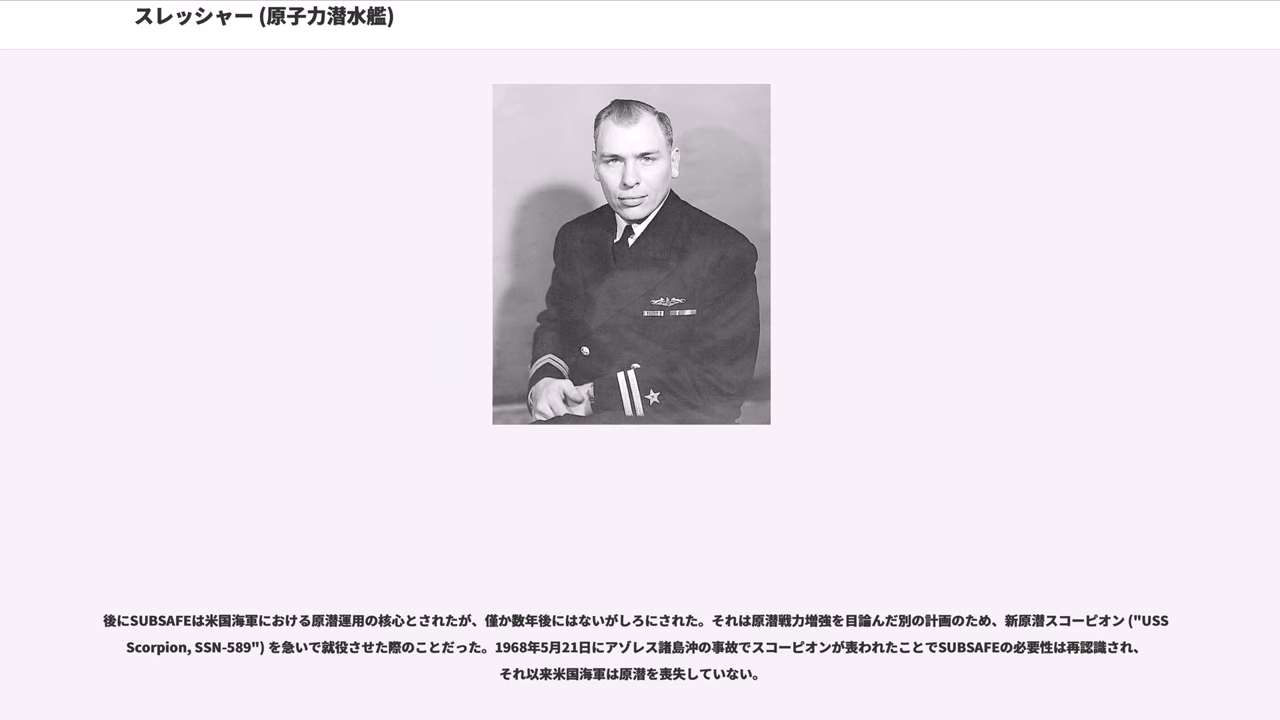 スレッシャー (原子力潜水艦)
後にSUBSAFEは米国海軍における原潜運用の核心とされたが、僅か数年後にはないがしろにされた。それは原潜戦力増強を目論んだ別の計画のため、新原潜スコーピオン ("USS
Scorpion, SSN-589") を急いで就役させた際のことだった。1968年5月21日にアゾレス諸島沖の事故でスコーピオンが喪われたことでSUBSAFEの必要性は再認識され、
それ以来米国海軍は原潜を喪失していない。